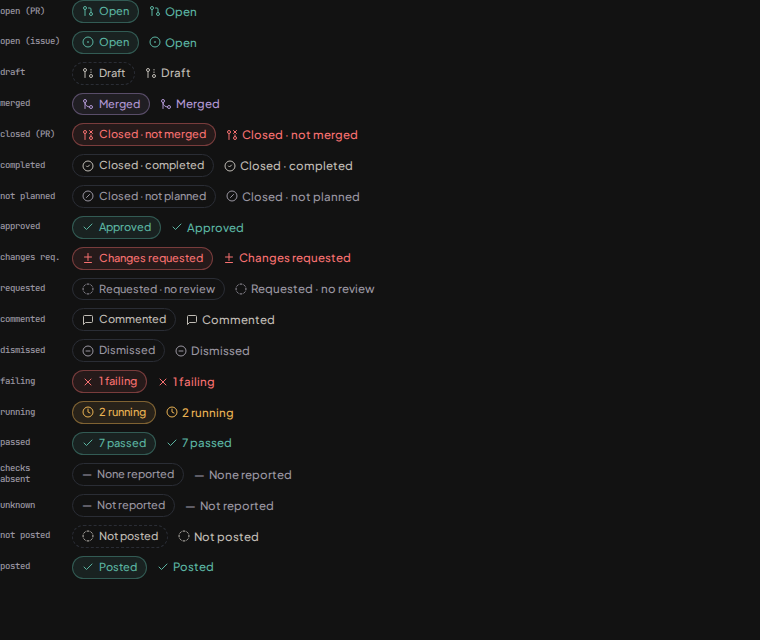 open (PR) Open Open
open (issue) Open Open
draft Draft Draft
merged Merged Merged
closed (PR) Closed · not merged Closed · not merged
completed Closed · completed Closed · completed
not planned Closed · not planned Closed · not planned
approved Approved Approved
changes req. Changes requested Changes requested
requested Requested · no review Requested · no review
commented Commented Commented
dismissed Dismissed Dismissed
failing 1 failing 1 failing
running 2 running 2 running
passed 7 passed 7 passed
checks
absent None reported None reported
unknown Not reported Not reported
not posted Not posted Not posted
posted Posted Posted